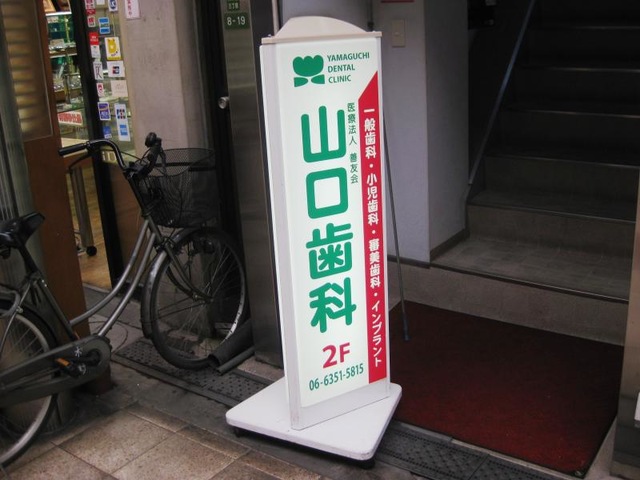 8-19
YAMAGUCHI
DENTAL
CLINIC
医療法人 善友会
山口歯科
一般歯科・小児歯科・審美歯科・インプラント
2F
06-6351-5815